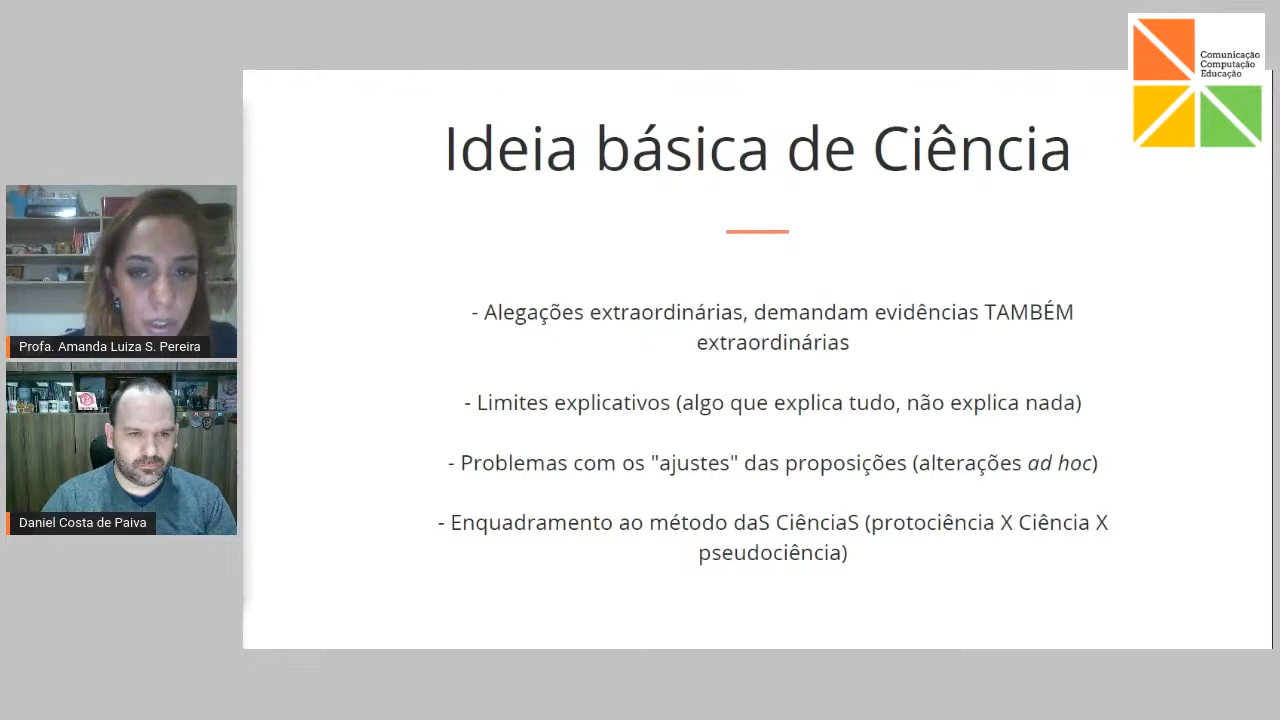 Comunicação
Computação
Educação
Ideia básica de Ciência
- Alegações extraordinárias, demandam evidências TAMBÉM
extraordinárias
- Limites explicativos (algo que explica tudo, não explica nada)
- Problemas com os "ajustes" das proposições (alterações ad hoc)
- Enquadramento ao método daS CiênciaS (protociência X Ciência X
pseudociência)
Profa. Amanda Luiza S. Pereira
Daniel Costa de Paiva